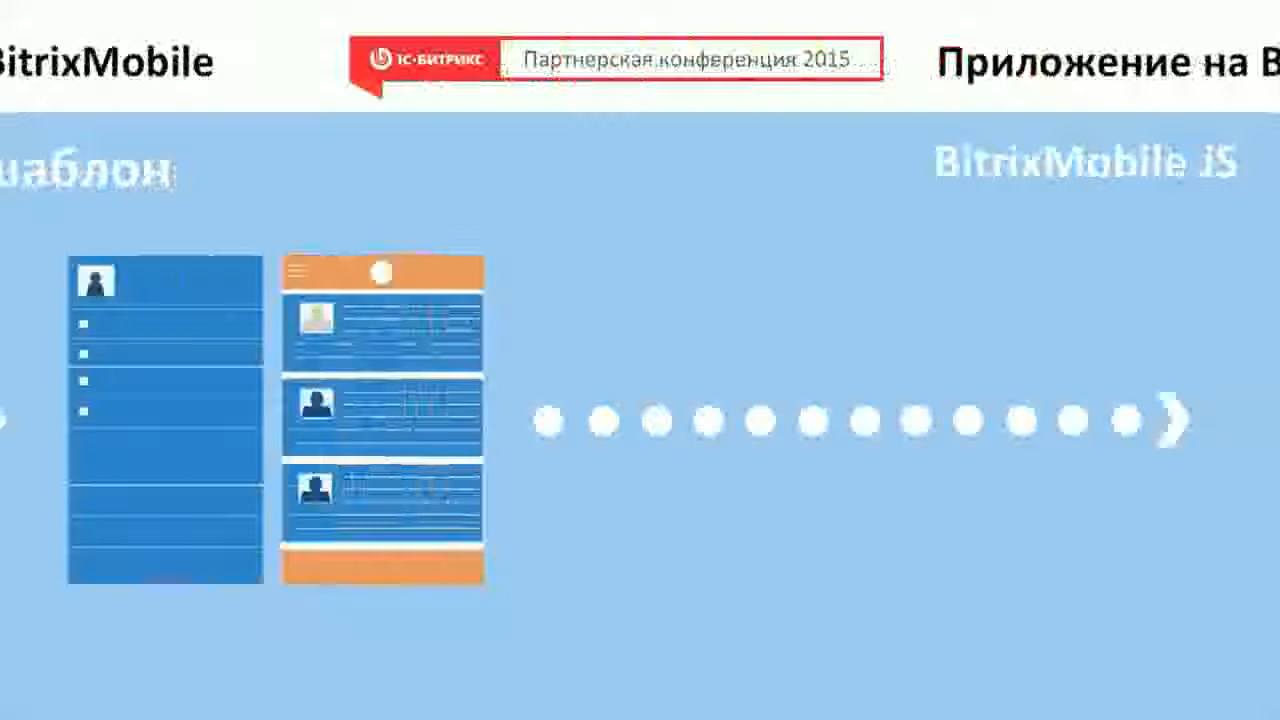 BitrixMobile
1С-БИТРИКС Партнерская конференция 2015
Приложение на B
шаблон
BitrixMobile JS